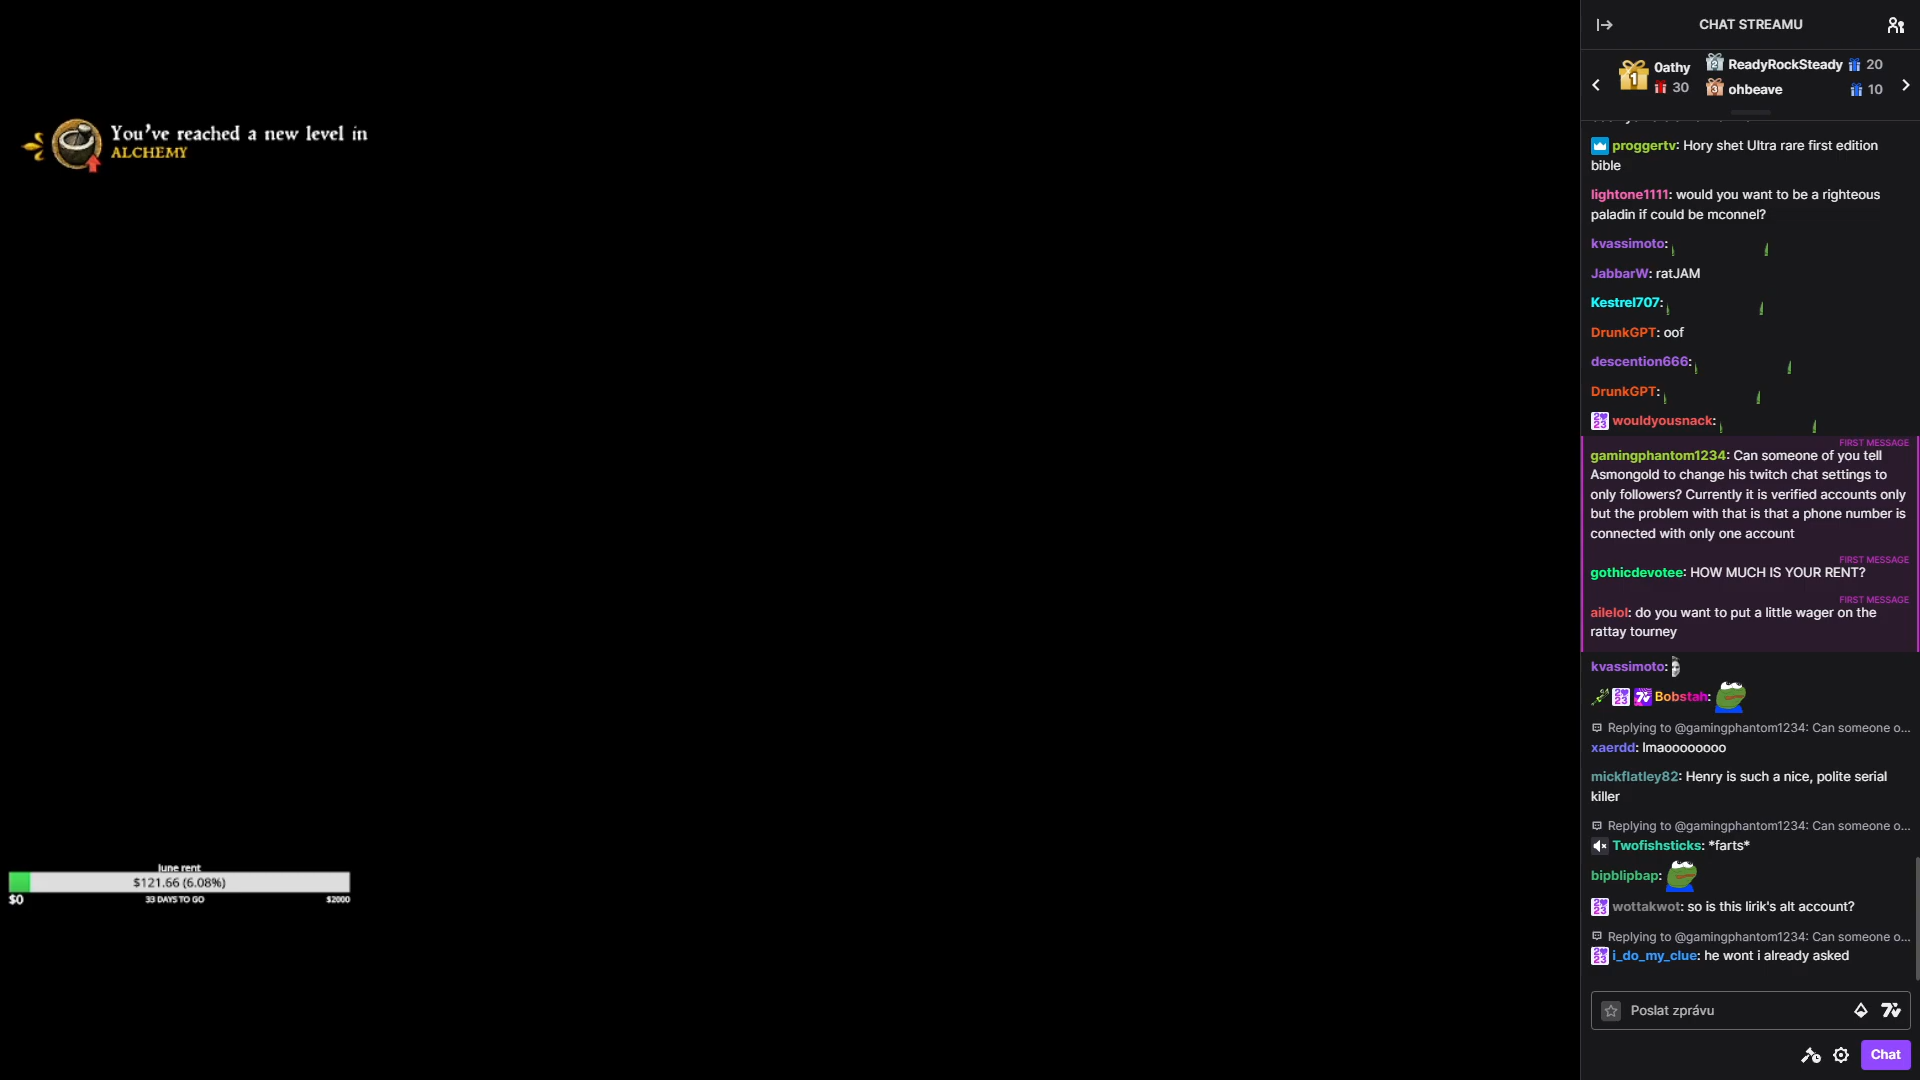 You've reached a new level in
ALCHEMY
June rent
$121.66 (6.08%)
$0
33 DAYS TO GO
$2000
CHAT STREAMU
1
0athy
30
2
ReadyRockSteady
20
3
ohbeave
10
proggertv: Hory shet Ultra rare first edition
bible
lightone1111: would you want to be a righteous
paladin if could be mconnel?
kvassimoto:
JabbarW: ratJAM
Kestrel707:
DrunkGPT: oof
descention666:
DrunkGPT:
wouldyousnack:
FIRST MESSAGE
gamingphantom1234: Can someone of you tell
Asmongold to change his twitch chat settings to
only followers? Currently it is verified accounts only
but the problem with that is that a phone number is
connected with only one account
FIRST MESSAGE
gothicdevotee: HOW MUCH IS YOUR RENT?
FIRST MESSAGE
ailelol: do you want to put a little wager on the
rattay tourney
kvassimoto:
Bobstah:
Replying to @gamingphantom1234: Can someone o...
xaerdd: lmaoooooooo
mickflatley82: Henry is such a nice, polite serial
killer
Replying to @gamingphantom1234: Can someone o...
Twofishsticks: *farts*
bipblipbap:
wottakwot: so is this lirik's alt account?
Replying to @gamingphantom1234: Can someone o...
i_do_my_clue: he wont i already asked
Poslat zprávu
Chat